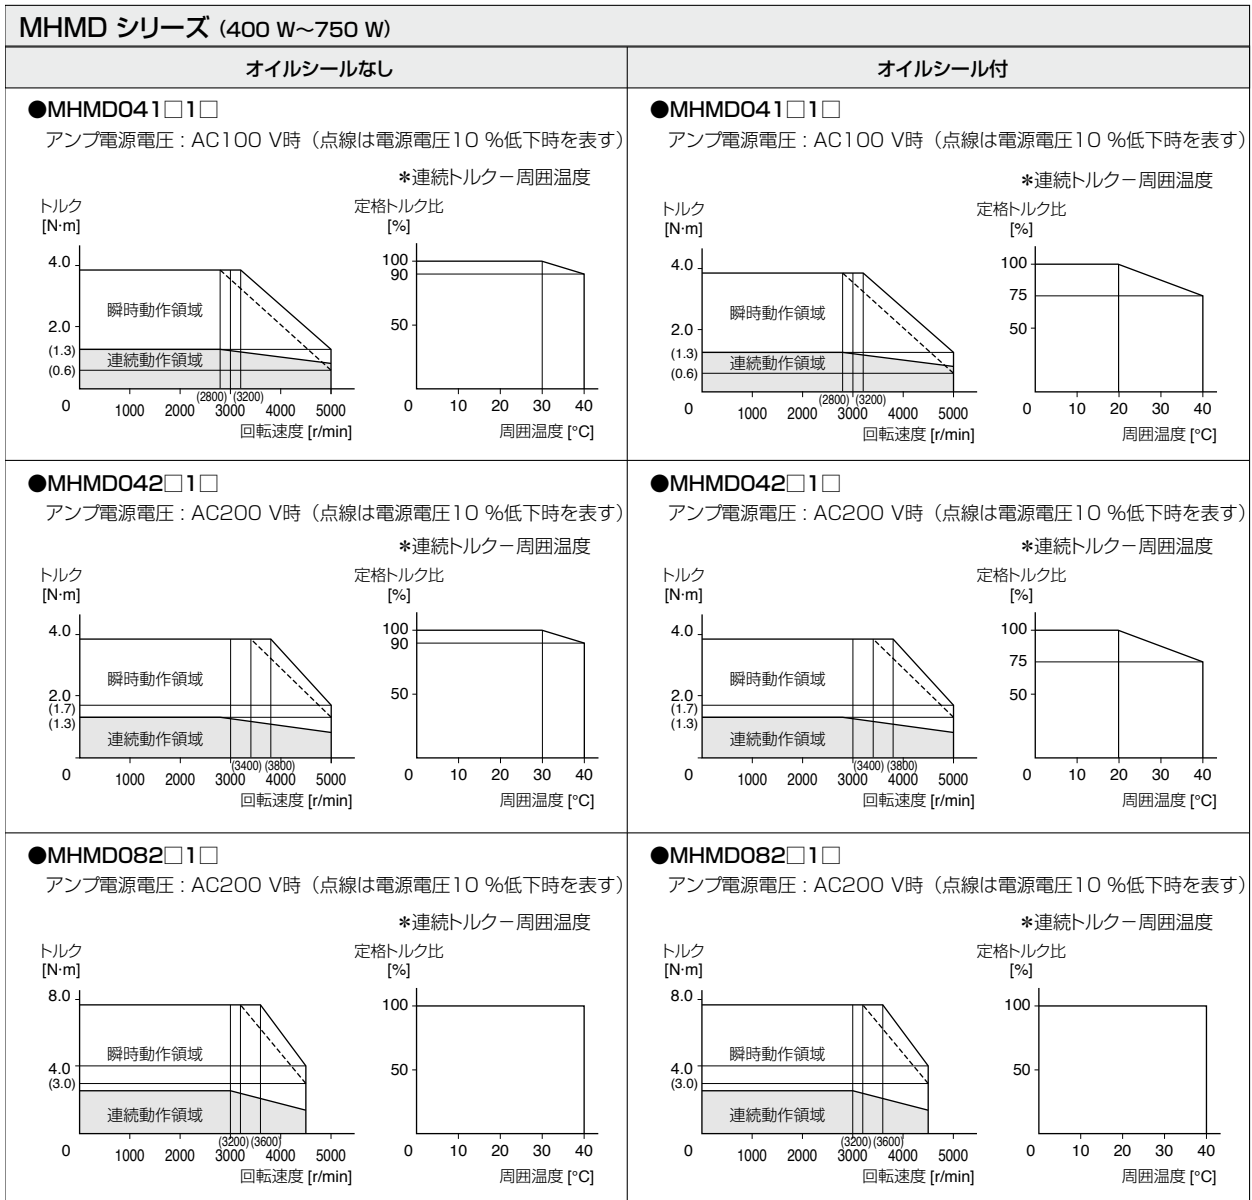 MHMD シリーズ (400 W～750 W)
オイルシールなし
オイルシール付
●MHMD041□1□
アンプ電源電圧：AC100 V時（点線は電源電圧10 %低下時を表す）
＊連続トルクー周囲温度
トルク
[N·m]
4.0
2.0
(1.3)
(0.6)
瞬時動作領域
連続動作領域
(2800) (3200)
0 1000 2000 3000 4000 5000
回転速度 [r/min]
定格トルク比
[%]
100
90
50
0 10 20 30 40
周囲温度 [°C]
●MHMD041□1□
アンプ電源電圧：AC100 V時（点線は電源電圧10 %低下時を表す）
＊連続トルクー周囲温度
トルク
[N·m]
4.0
2.0
(1.3)
(0.6)
瞬時動作領域
連続動作領域
(2800) (3200)
0 1000 2000 3000 4000 5000
回転速度 [r/min]
定格トルク比
[%]
100
75
50
0 10 20 30 40
周囲温度 [°C]
●MHMD042□1□
アンプ電源電圧：AC200 V時（点線は電源電圧10 %低下時を表す）
＊連続トルクー周囲温度
トルク
[N·m]
4.0
2.0
(1.7)
(1.3)
瞬時動作領域
連続動作領域
(3400) (3800)
0 1000 2000 3000 4000 5000
回転速度 [r/min]
定格トルク比
[%]
100
90
50
0 10 20 30 40
周囲温度 [°C]
●MHMD042□1□
アンプ電源電圧：AC200 V時（点線は電源電圧10 %低下時を表す）
＊連続トルクー周囲温度
トルク
[N·m]
4.0
2.0
(1.7)
(1.3)
瞬時動作領域
連続動作領域
(3400) (3800)
0 1000 2000 3000 4000 5000
回転速度 [r/min]
定格トルク比
[%]
100
75
50
0 10 20 30 40
周囲温度 [°C]
●MHMD082□1□
アンプ電源電圧：AC200 V時（点線は電源電圧10 %低下時を表す）
＊連続トルクー周囲温度
トルク
[N·m]
8.0
4.0
(3.0)
瞬時動作領域
連続動作領域
(3200) (3600)
0 1000 2000 3000 4000 5000
回転速度 [r/min]
定格トルク比
[%]
100
50
0 10 20 30 40
周囲温度 [°C]
●MHMD082□1□
アンプ電源電圧：AC200 V時（点線は電源電圧10 %低下時を表す）
＊連続トルクー周囲温度
トルク
[N·m]
8.0
4.0
(3.0)
瞬時動作領域
連続動作領域
(3200) (3600)
0 1000 2000 3000 4000 5000
回転速度 [r/min]
定格トルク比
[%]
100
50
0 10 20 30 40
周囲温度 [°C]